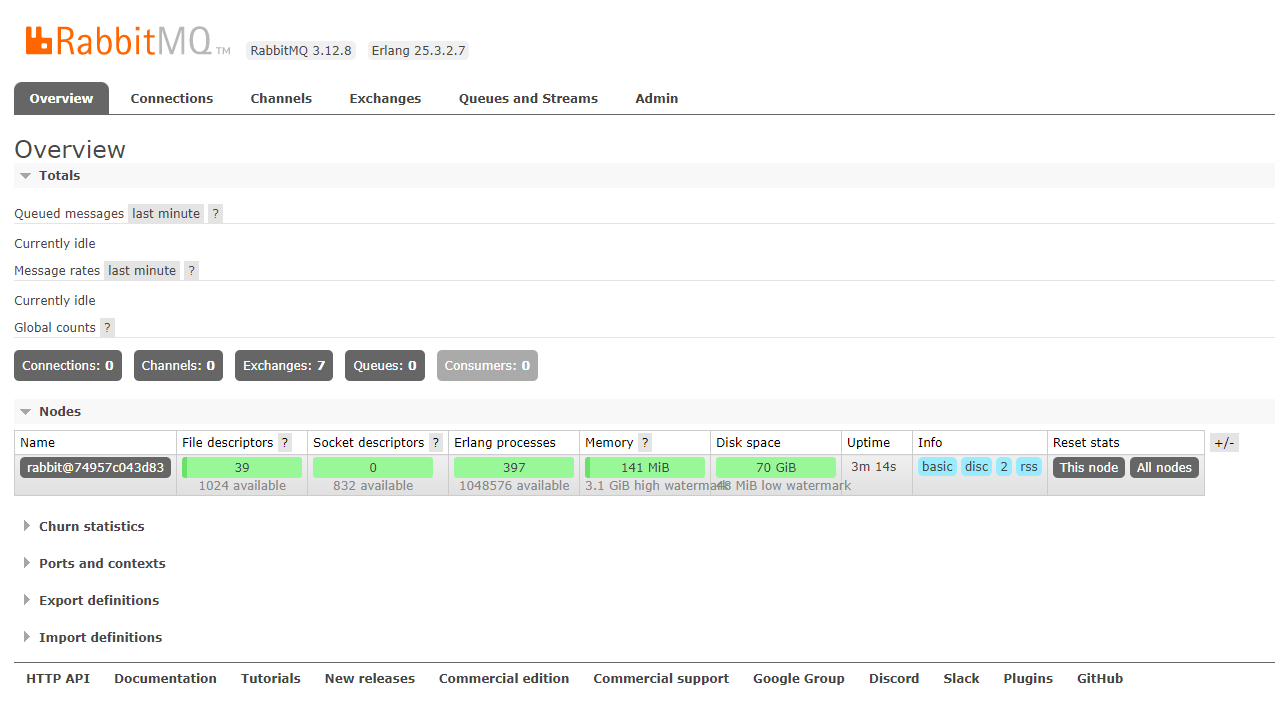 RabbitMQ TM RabbitMQ 3.12.8 Erlang 25.3.2.7
Overview Connections Channels Exchanges Queues and Streams Admin
Overview
Totals
Queued messages last minute ?
Currently idle
Message rates last minute ?
Currently idle
Global counts ?
Connections: 0 Channels: 0 Exchanges: 7 Queues: 0 Consumers: 0
Nodes
Name File descriptors ? Socket descriptors ? Erlang processes Memory ? Disk space Uptime Info Reset stats +/-
rabbit@74957c043d83 39 0 397 141 MiB 70 GiB 3m 14s basic disc 2 rss This node All nodes
1024 available 832 available 1048576 available 3.1 GiB high watermark 48 MiB low watermark
Churn statistics
Ports and contexts
Export definitions
Import definitions
HTTP API Documentation Tutorials New releases Commercial edition Commercial support Google Group Discord Slack Plugins GitHub